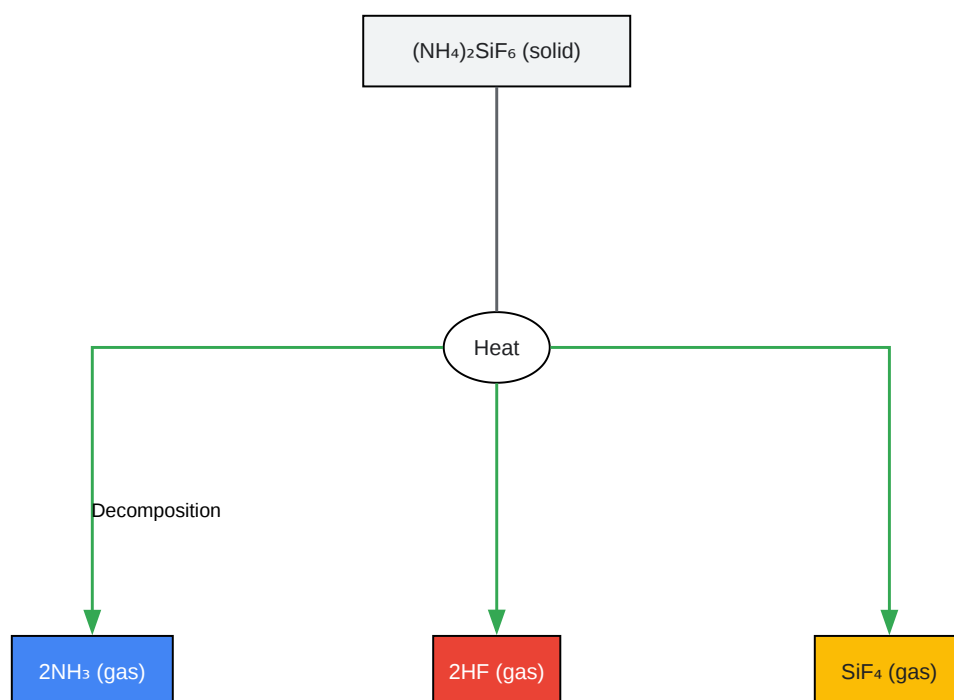 (NH₄)₂SiF₆ (solid)
Heat
Decomposition
2NH₃ (gas)
2HF (gas)
SiF₄ (gas)